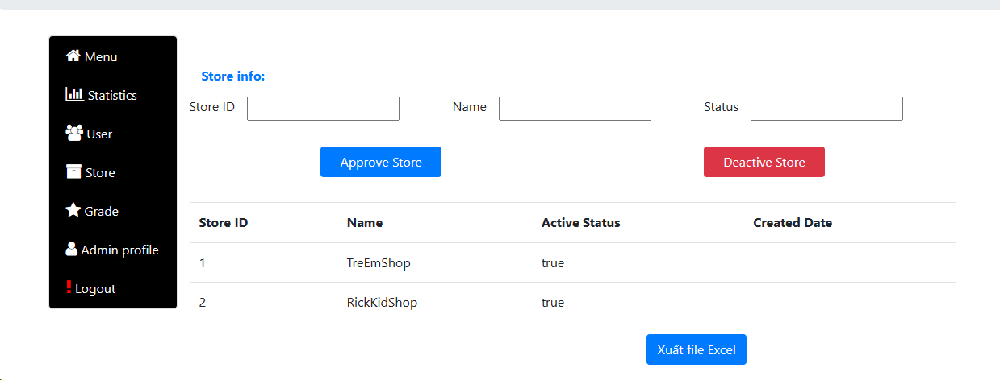 Menu
Statistics
User
Store
Grade
Admin profile
Logout
Store info:
Store ID Name Status
Approve Store Deactive Store
Store ID Name Active Status Created Date
1 TreEmShop true
2 RickKidShop true
Xuất file Excel